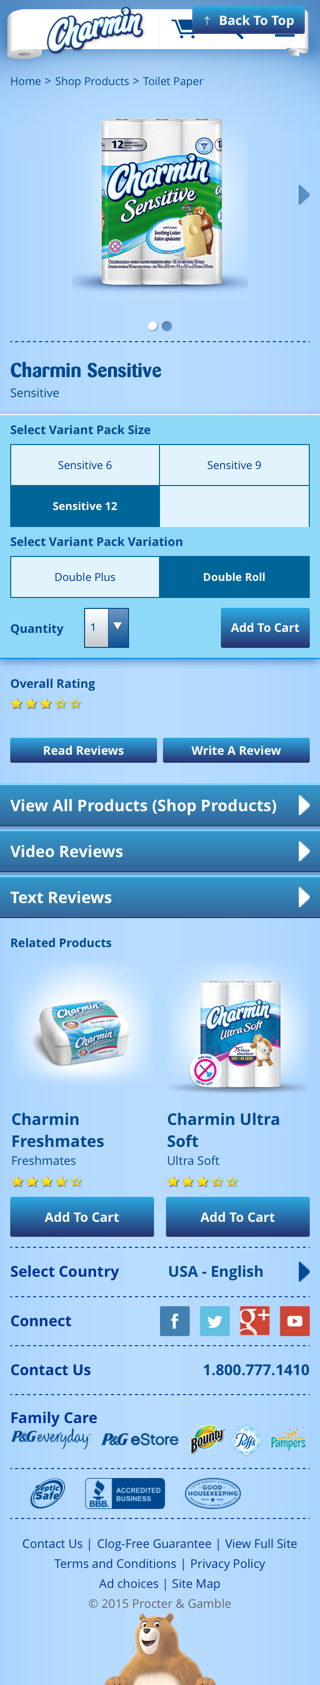 Charmin
↑ Back To Top
Home > Shop Products > Toilet Paper
12
Charmin
Sensitive
Soothing Lotion
Charmin Sensitive
Sensitive
Select Variant Pack Size
Sensitive 6
Sensitive 9
Sensitive 12
Select Variant Pack Variation
Double Plus
Double Roll
Quantity
1
Add To Cart
Overall Rating
Read Reviews
Write A Review
View All Products (Shop Products)
Video Reviews
Text Reviews
Related Products
Charmin
Ultra Soft
Charmin Freshmates
Freshmates
Charmin Ultra Soft
Ultra Soft
Add To Cart
Add To Cart
Select Country
USA - English
Connect
f
g+
Contact Us
1.800.777.1410
Family Care
P&G everyday
P&G eStore
Bounty
Puffs
Pampers
Septic Safe
BBB.
ACCREDITED BUSINESS
GOOD HOUSEKEEPING
Contact Us | Clog-Free Guarantee | View Full Site
Terms and Conditions | Privacy Policy
Ad choices | Site Map
© 2015 Procter & Gamble